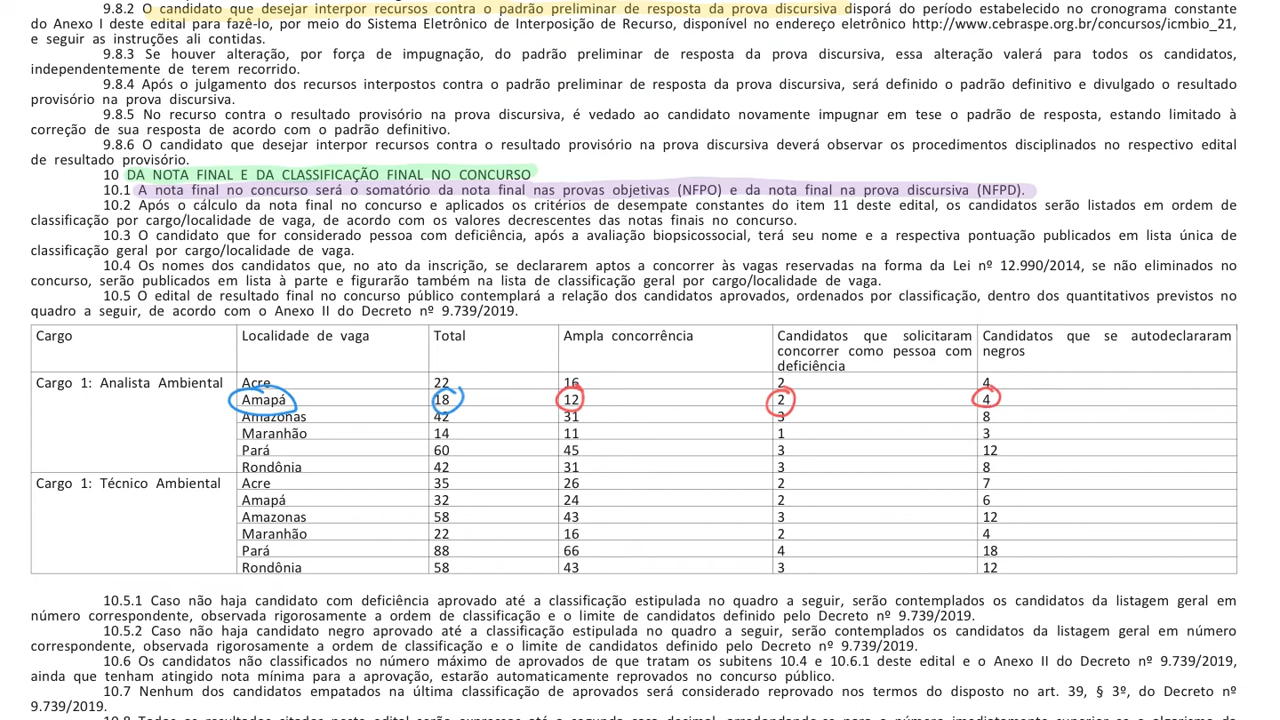 9.8.2 O candidato que desejar interpor recursos contra o padrão preliminar de resposta da prova discursiva disporá do período estabelecido no cronograma constante
do Anexo I deste edital para fazê-lo, por meio do Sistema Eletrônico de Interposição de Recurso, disponível no endereço eletrônico http://www.cebraspe.org.br/concursos/icmbio_21,
e seguir as instruções ali contidas.
9.8.3 Se houver alteração, por força de impugnação, do padrão preliminar de resposta da prova discursiva, essa alteração valerá para todos os candidatos,
independentemente de terem recorrido.
9.8.4 Após o julgamento dos recursos interpostos contra o padrão preliminar de resposta da prova discursiva, será definido o padrão definitivo e divulgado o resultado
provisório na prova discursiva.
9.8.5 No recurso contra o resultado provisório na prova discursiva, é vedado ao candidato novamente impugnar em tese o padrão de resposta, estando limitado à
correção de sua resposta de acordo com o padrão definitivo.
9.8.6 O candidato que desejar interpor recursos contra o resultado provisório na prova discursiva deverá observar os procedimentos disciplinados no respectivo edital
de resultado provisório.
10 DA NOTA FINAL E DA CLASSIFICAÇÃO FINAL NO CONCURSO
10.1 A nota final no concurso será o somatório da nota final nas provas objetivas (NFPO) e da nota final na prova discursiva (NFPD).
10.2 Após o cálculo da nota final no concurso e aplicados os critérios de desempate constantes do item 11 deste edital, os candidatos serão listados em ordem de
classificação por cargo/localidade de vaga, de acordo com os valores decrescentes das notas finais no concurso.
10.3 O candidato que for considerado pessoa com deficiência, após a avaliação biopsicossocial, terá seu nome e a respectiva pontuação publicados em lista única de
classificação geral por cargo/localidade de vaga.
10.4 Os nomes dos candidatos que, no ato da inscrição, se declararem aptos a concorrer às vagas reservadas na forma da Lei nº 12.990/2014, se não eliminados no
concurso, serão publicados em lista à parte e figurarão também na lista de classificação geral por cargo/localidade de vaga.
10.5 O edital de resultado final no concurso público contemplará a relação dos candidatos aprovados, ordenados por classificação, dentro dos quantitativos previstos no
quadro a seguir, de acordo com o Anexo II do Decreto nº 9.739/2019.
Cargo Localidade de vaga Total Ampla concorrência Candidatos que solicitaram Candidatos que se autodeclararam
concorrer como pessoa com negros
deficiência
Cargo 1: Analista Ambiental Acre 22 16 2 4
Amapá 18 12 2 4
Amazonas 42 31 3 8
Maranhão 14 11 1 3
Pará 60 45 3 12
Rondônia 42 31 3 8
Cargo 1: Técnico Ambiental Acre 35 26 2 7
Amapá 32 24 2 6
Amazonas 58 43 3 12
Maranhão 22 16 2 4
Pará 88 66 4 18
Rondônia 58 43 3 12
10.5.1 Caso não haja candidato com deficiência aprovado até a classificação estipulada no quadro a seguir, serão contemplados os candidatos da listagem geral em
número correspondente, observada rigorosamente a ordem de classificação e o limite de candidatos definido pelo Decreto nº 9.739/2019.
10.5.2 Caso não haja candidato negro aprovado até a classificação estipulada no quadro a seguir, serão contemplados os candidatos da listagem geral em número
correspondente, observada rigorosamente a ordem de classificação e o limite de candidatos definido pelo Decreto nº 9.739/2019.
10.6 Os candidatos não classificados no número máximo de aprovados de que tratam os subitens 10.4 e 10.6.1 deste edital e o Anexo II do Decreto nº 9.739/2019,
ainda que tenham atingido nota mínima para a aprovação, estarão automaticamente reprovados no concurso público.
10.7 Nenhum dos candidatos empatados na última classificação de aprovados será considerado reprovado nos termos do disposto no art. 39, § 3º, do Decreto nº
9.739/2019.